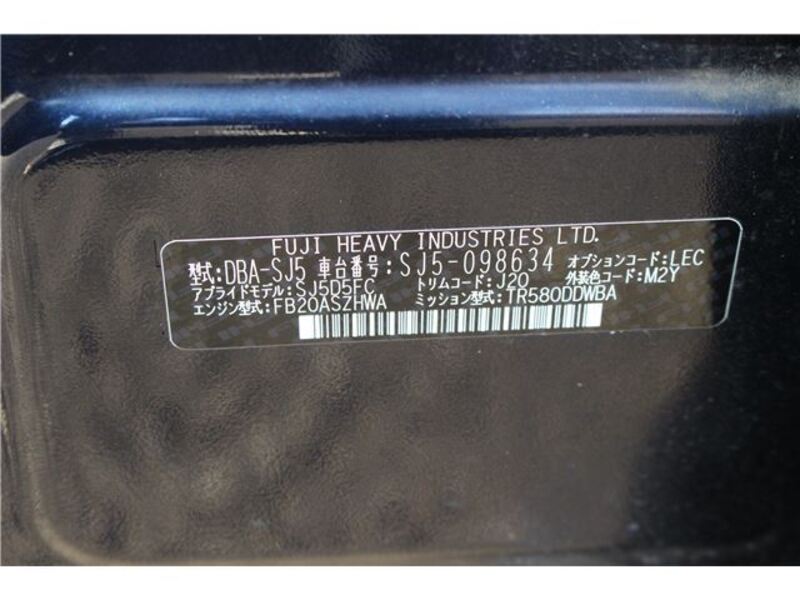 FUJI HEAVY INDUSTRIES LTD.
型式:DBA-SJ5 車台番号:SJ5-098634 オプションコード:LEC
アプライドモデル:SJ5D5FC トリムコード:J20 外装色コード:M2Y
エンジン型式:FB20ASZHWA ミッション型式:TR580DDWBA